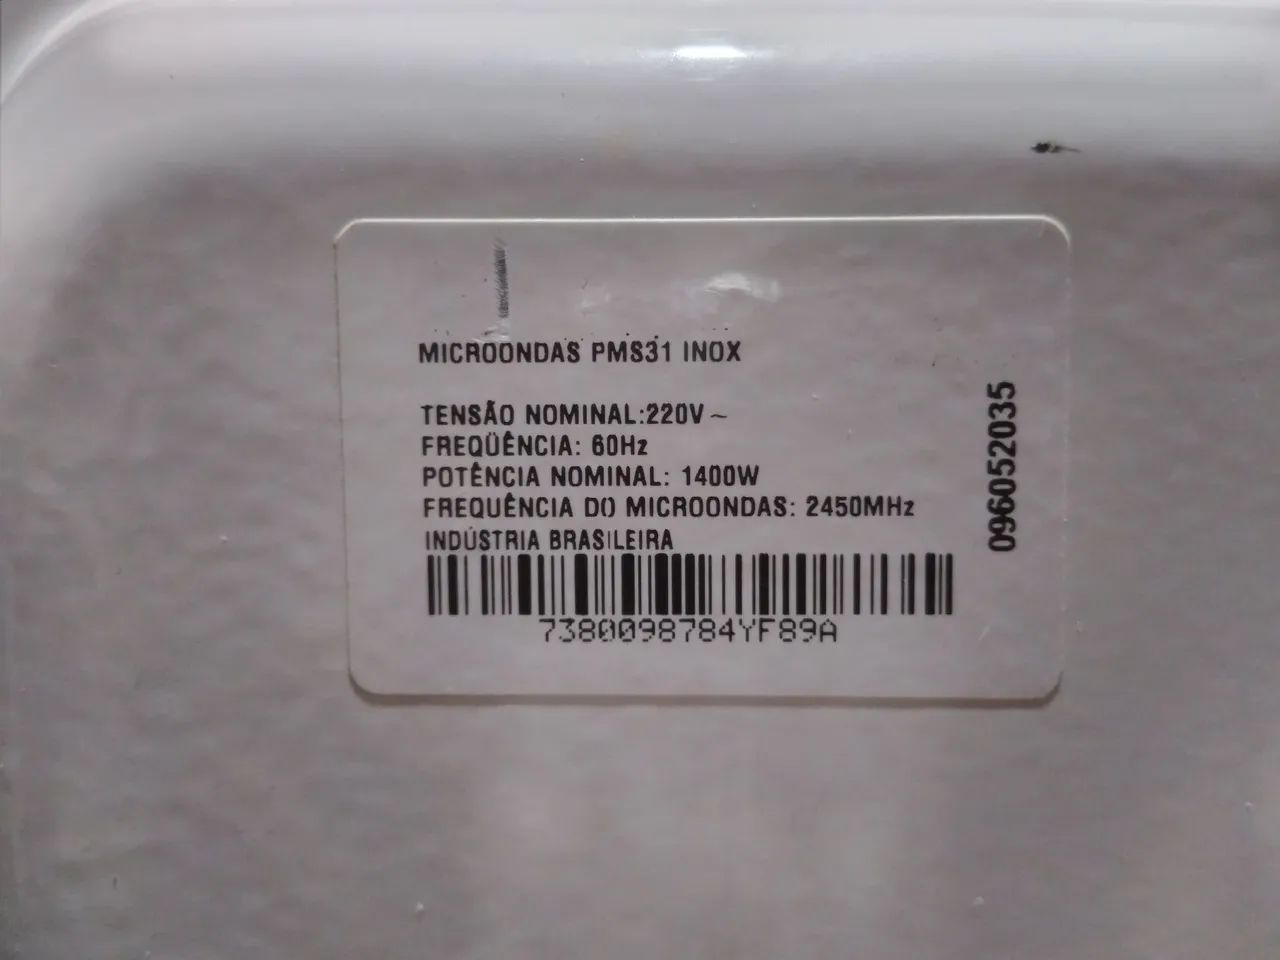 MICROONDAS PMS31 INOX
TENSÃO NOMINAL:220V~
FREQÜÊNCIA: 60Hz
POTÊNCIA NOMINAL: 1400W
FREQUÊNCIA DO MICROONDAS: 2450MHz
INDÚSTRIA BRASILEIRA
7380098784YF89A
096052035